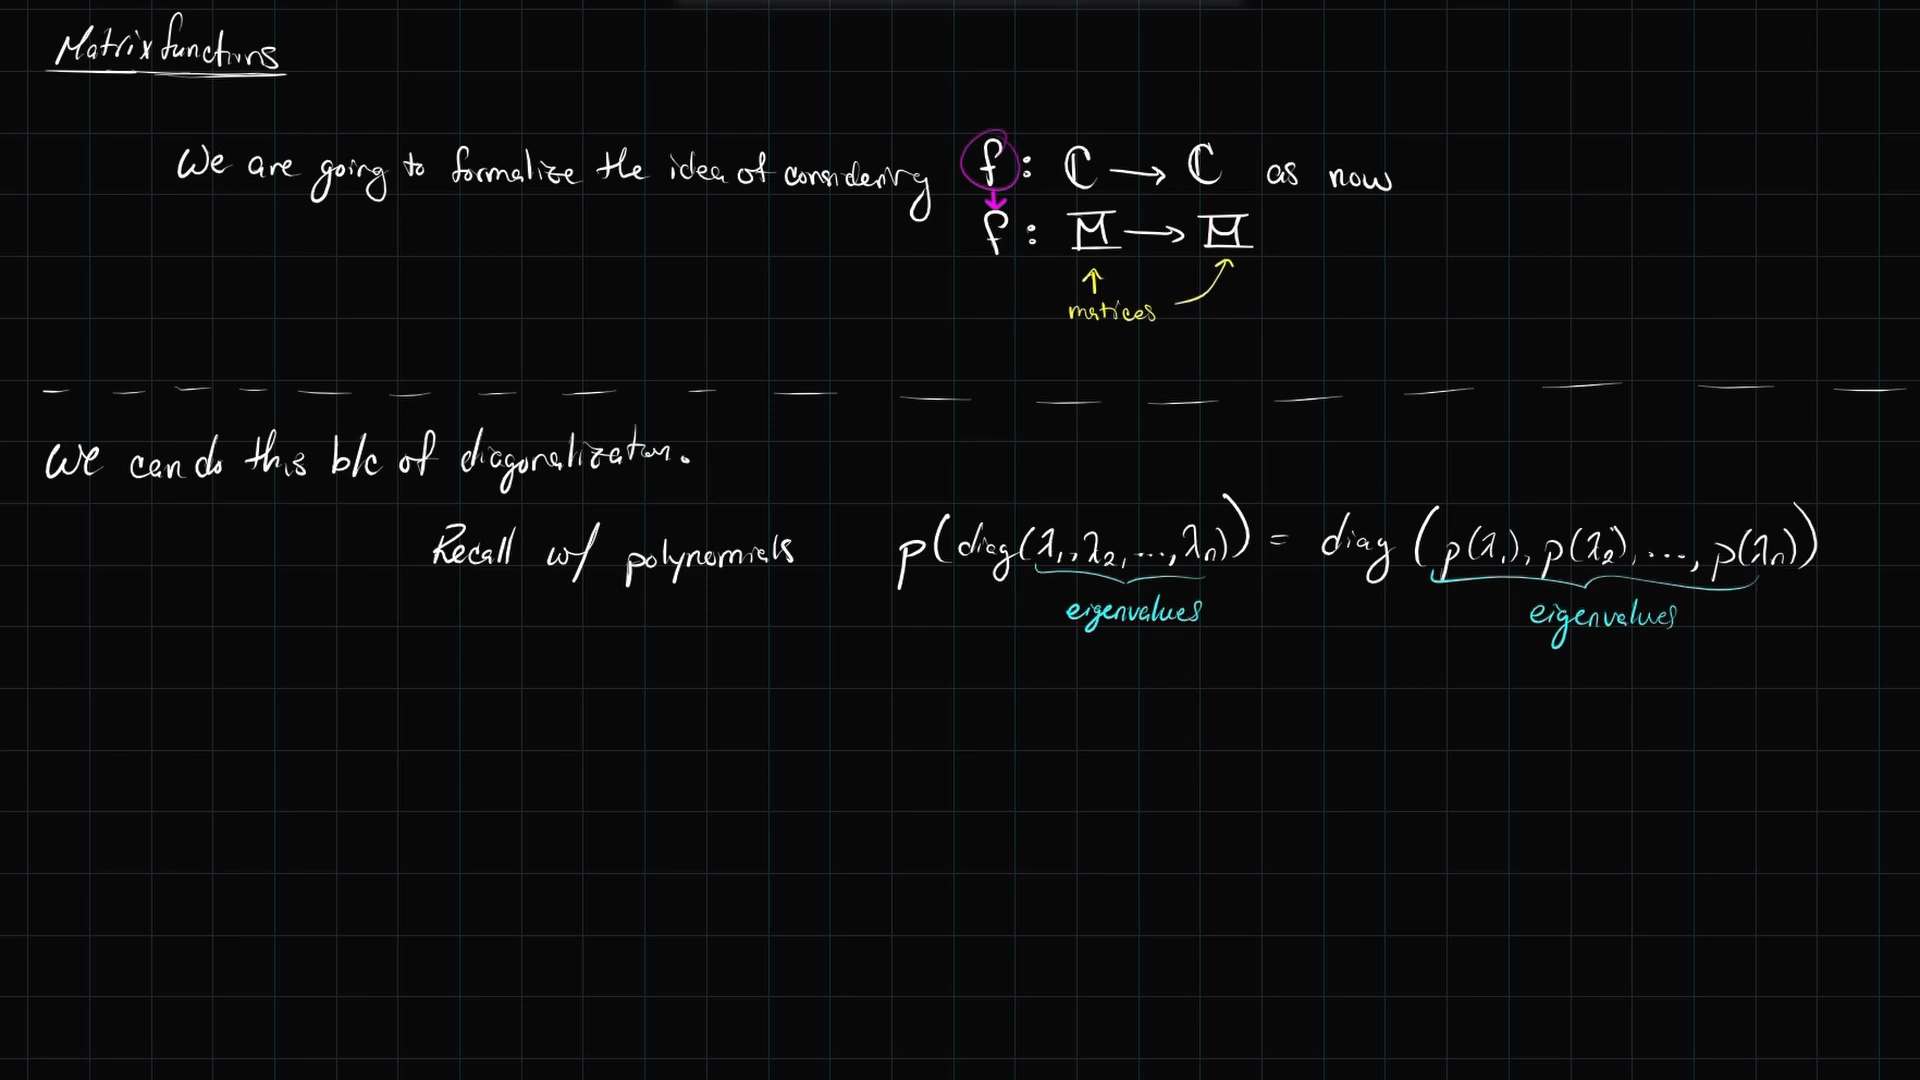 Matrix functions
We are going to formalize the idea of considering f: ℂ → ℂ as now
f: M → M
matices
We can do this b/c of diagonalization.
Recall w/ polynomials p(diag(λ₁, λ₂, ..., λn)) = diag (p(λ₁), p(λ₂), ..., p(λn))
eigenvalues eigenvalues